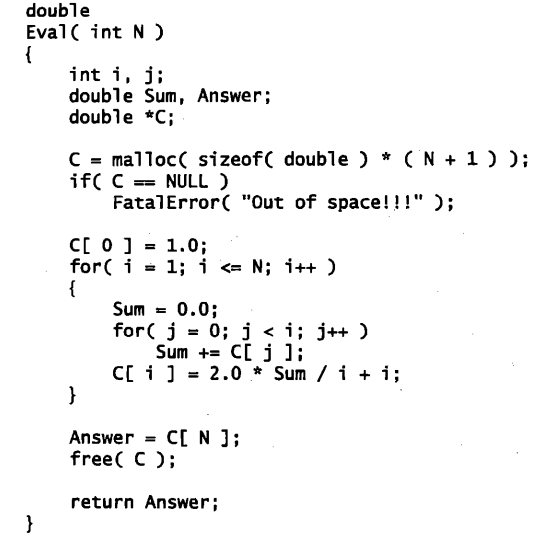 double
Eval( int N )
{
    int i, j;
    double Sum, Answer;
    double *C;

    C = malloc( sizeof( double ) * ( N + 1 ) );
    if( C == NULL )
        FatalError( "Out of space!!!" );

    C[ 0 ] = 1.0;
    for( i = 1; i <= N; i++ )
    {
        Sum = 0.0;
        for( j = 0; j < i; j++ )
            Sum += C[ j ];
        C[ i ] = 2.0 * Sum / i + i;
    }

    Answer = C[ N ];
    free( C );

    return Answer;
}